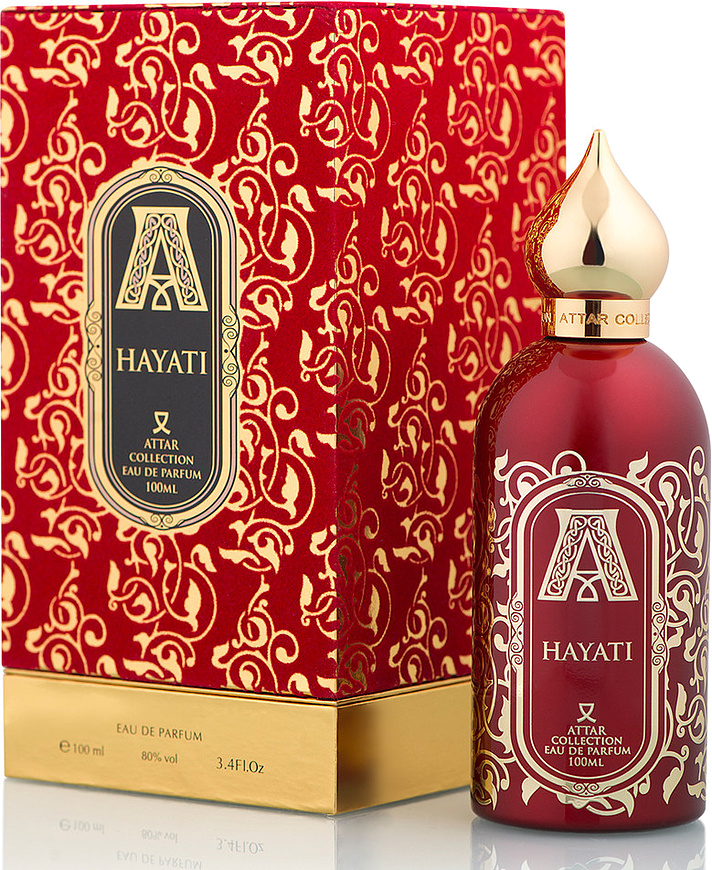 A
HAYATI
ATTAR
COLLECTION
EAU DE PARFUM
100ML
EAU DE PARFUM
℮100 ml
80% vol
3.4Fl.Oz
ATTAR COLLE
A
HAYATI
ATTAR
COLLECTION
EAU DE PARFUM
100ML